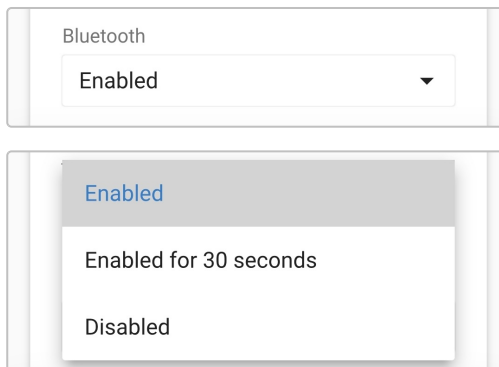 Bluetooth
Enabled
Enabled
Enabled for 30 seconds
Disabled